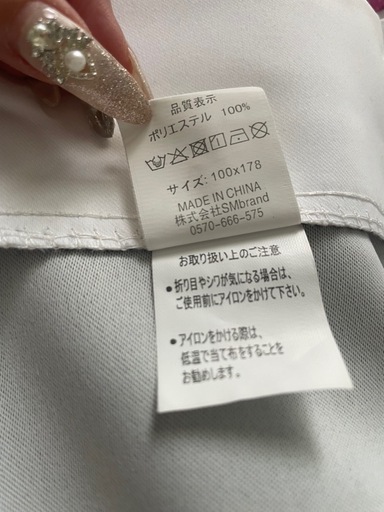 品質表示
ポリエステル 100%
サイズ: 100x178
MADE IN CHINA
株式会社SMbrand
0570-666-575
お取り扱い上のご注意
●折り目やシワが気になる場合は、
ご使用前にアイロンをかけて下さい。
●アイロンをかける際は、
低温で当て布をすることを
お勧めします。